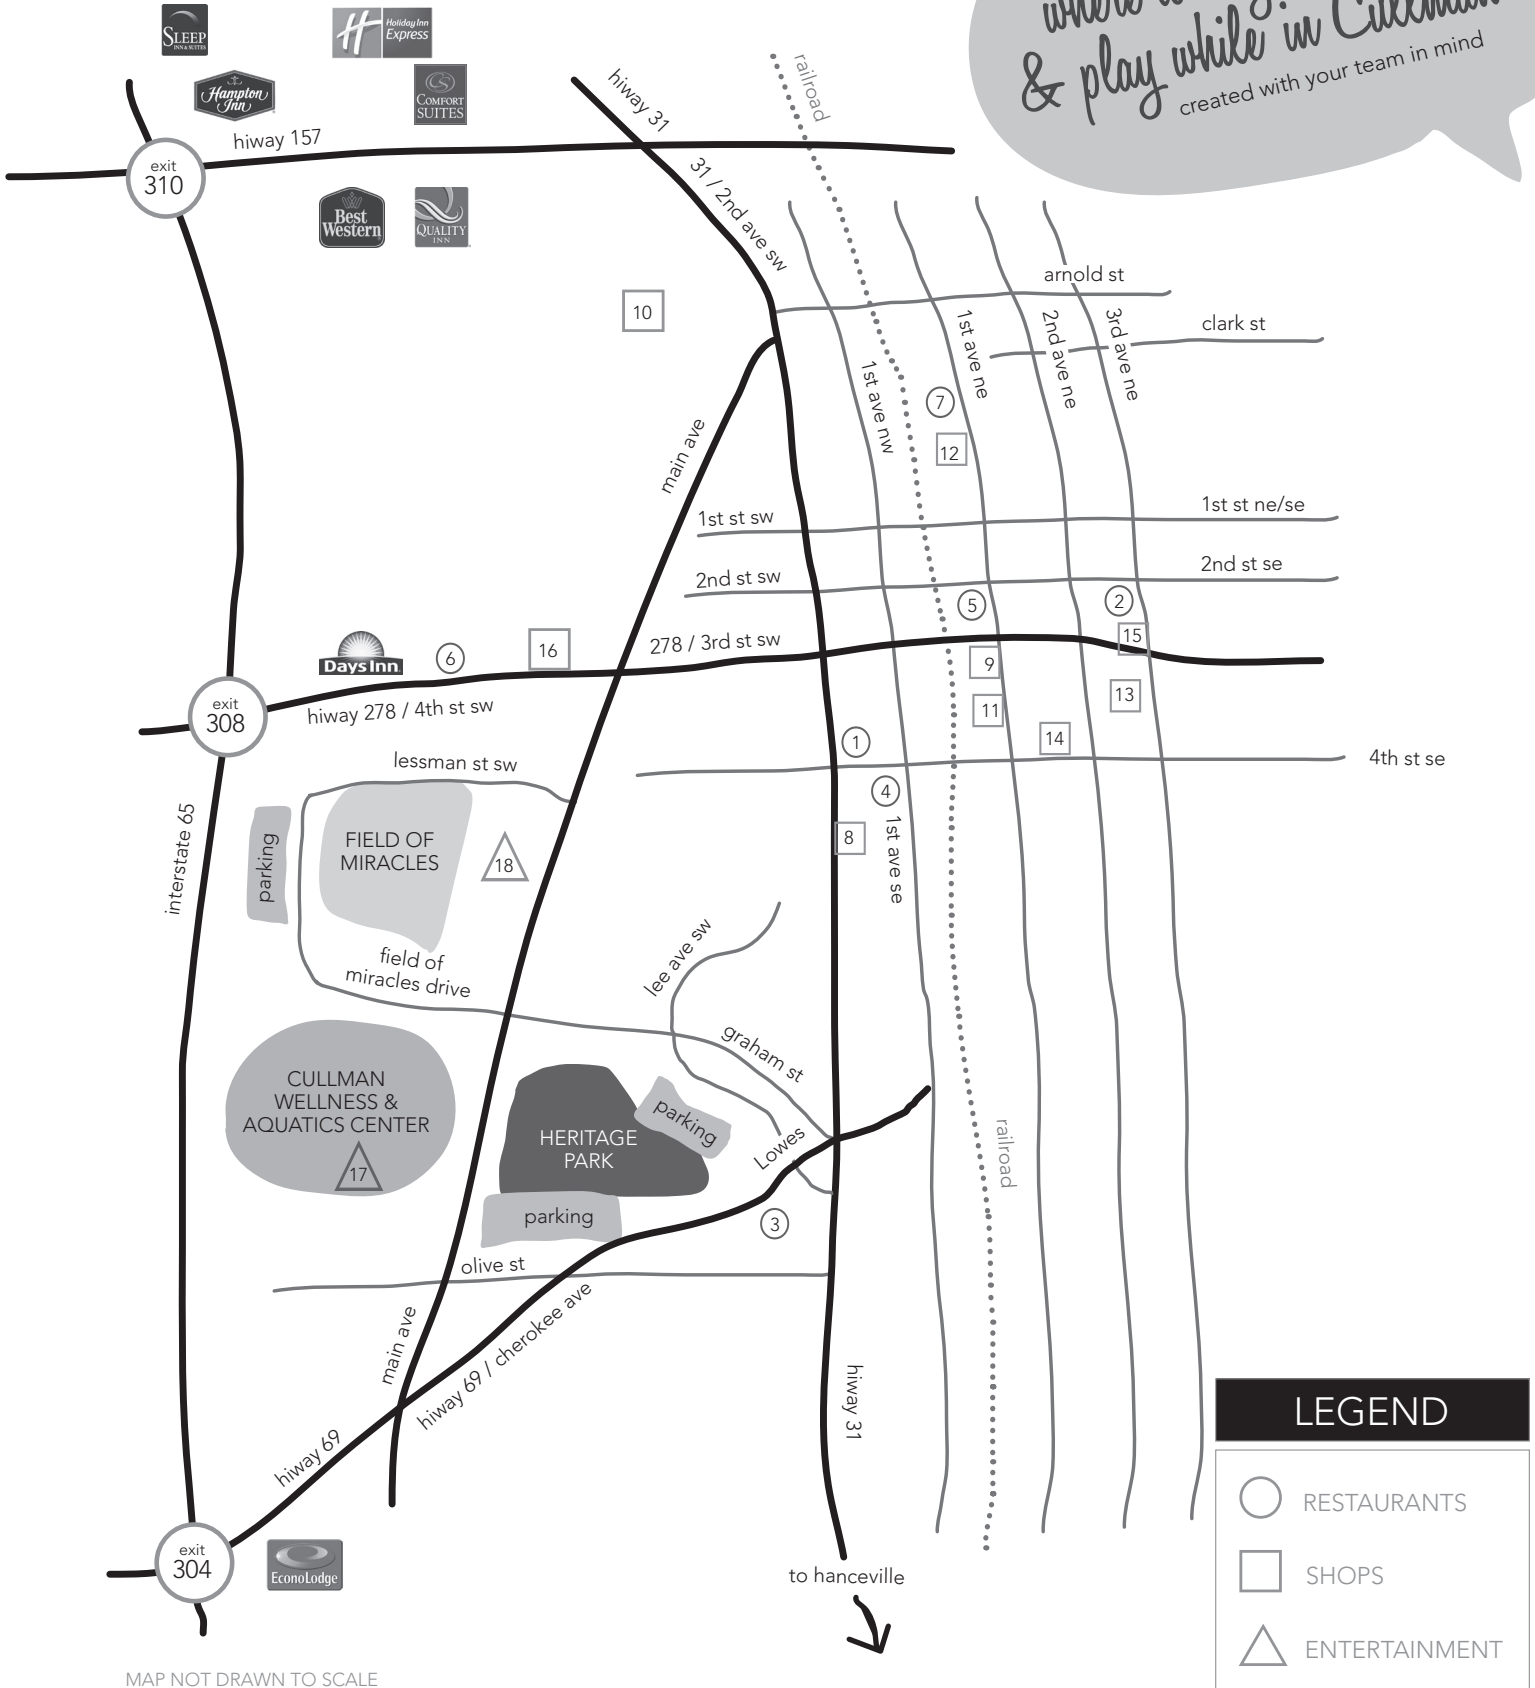 & play while in Cullman
created with your team in mind
SLEEP
INN & SUITES
Holiday Inn
Express
Hampton
Inn
CS
COMFORT
SUITES
railroad
hiway 31
hiway 157
exit
310
31 / 2nd ave sw
Best
Western
QUALITY
INN
arnold st
10
1st ave ne
2nd ave ne
3rd ave ne
clark st
1st ave nw
7
main ave
12
1st st sw
1st st ne/se
2nd st sw
2nd st se
5
2
15
DaysInn
6
16
278 / 3rd st sw
9
exit
308
hiway 278 / 4th st sw
13
11
14
1
lessman st sw
4th st se
4
interstate 65
parking
FIELD OF
MIRACLES
18
8
1st ave se
field of
miracles drive
lee ave sw
graham st
CULLMAN
WELLNESS &
AQUATICS CENTER
17
HERITAGE
PARK
parking
Lowes
railroad
parking
3
olive st
main ave
hiway 69 / cherokee ave
hiway 31
hiway 69
exit
304
EconoLodge
to hanceville
LEGEND
RESTAURANTS
SHOPS
ENTERTAINMENT
MAP NOT DRAWN TO SCALE